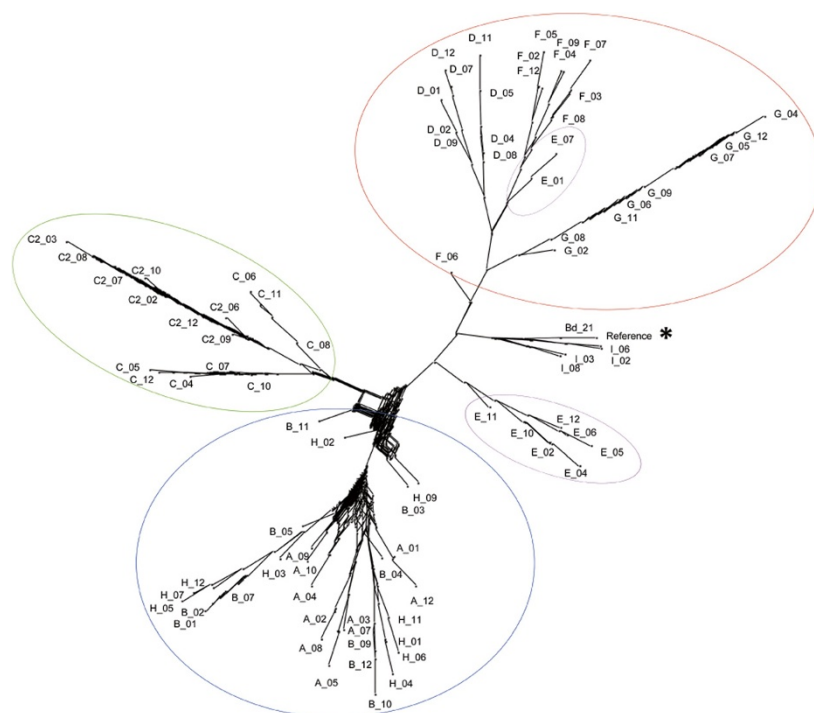 D_11
D_12
D_07
D_01
D_05
D_02
D_09
D_04
D_08
F_05
F_09
F_07
F_02
F_04
F_12
F_03
F_08
E_07
E_01
G_04
G_12
G_05
G_07
G_09
G_06
G_11
G_08
G_02
F_06
C2_03
C2_08
C2_10
C2_07
C2_02
C2_12
C2_06
C2_09
C_06
C_11
C_08
C_05
C_07
C_12
C_04
C_10
Bd_21
Reference *
I_06
I_03
I_02
I_08
E_11
E_12
E_10
E_06
E_02
E_05
E_04
B_11
H_02
H_09
B_03
B_05
A_09
A_01
H_03
A_10
B_04
H_12
A_04
A_12
H_07
H_05
B_07
B_02
B_01
A_02
A_03
H_11
A_07
A_08
B_09
H_01
B_12
H_06
A_05
H_04
B_10